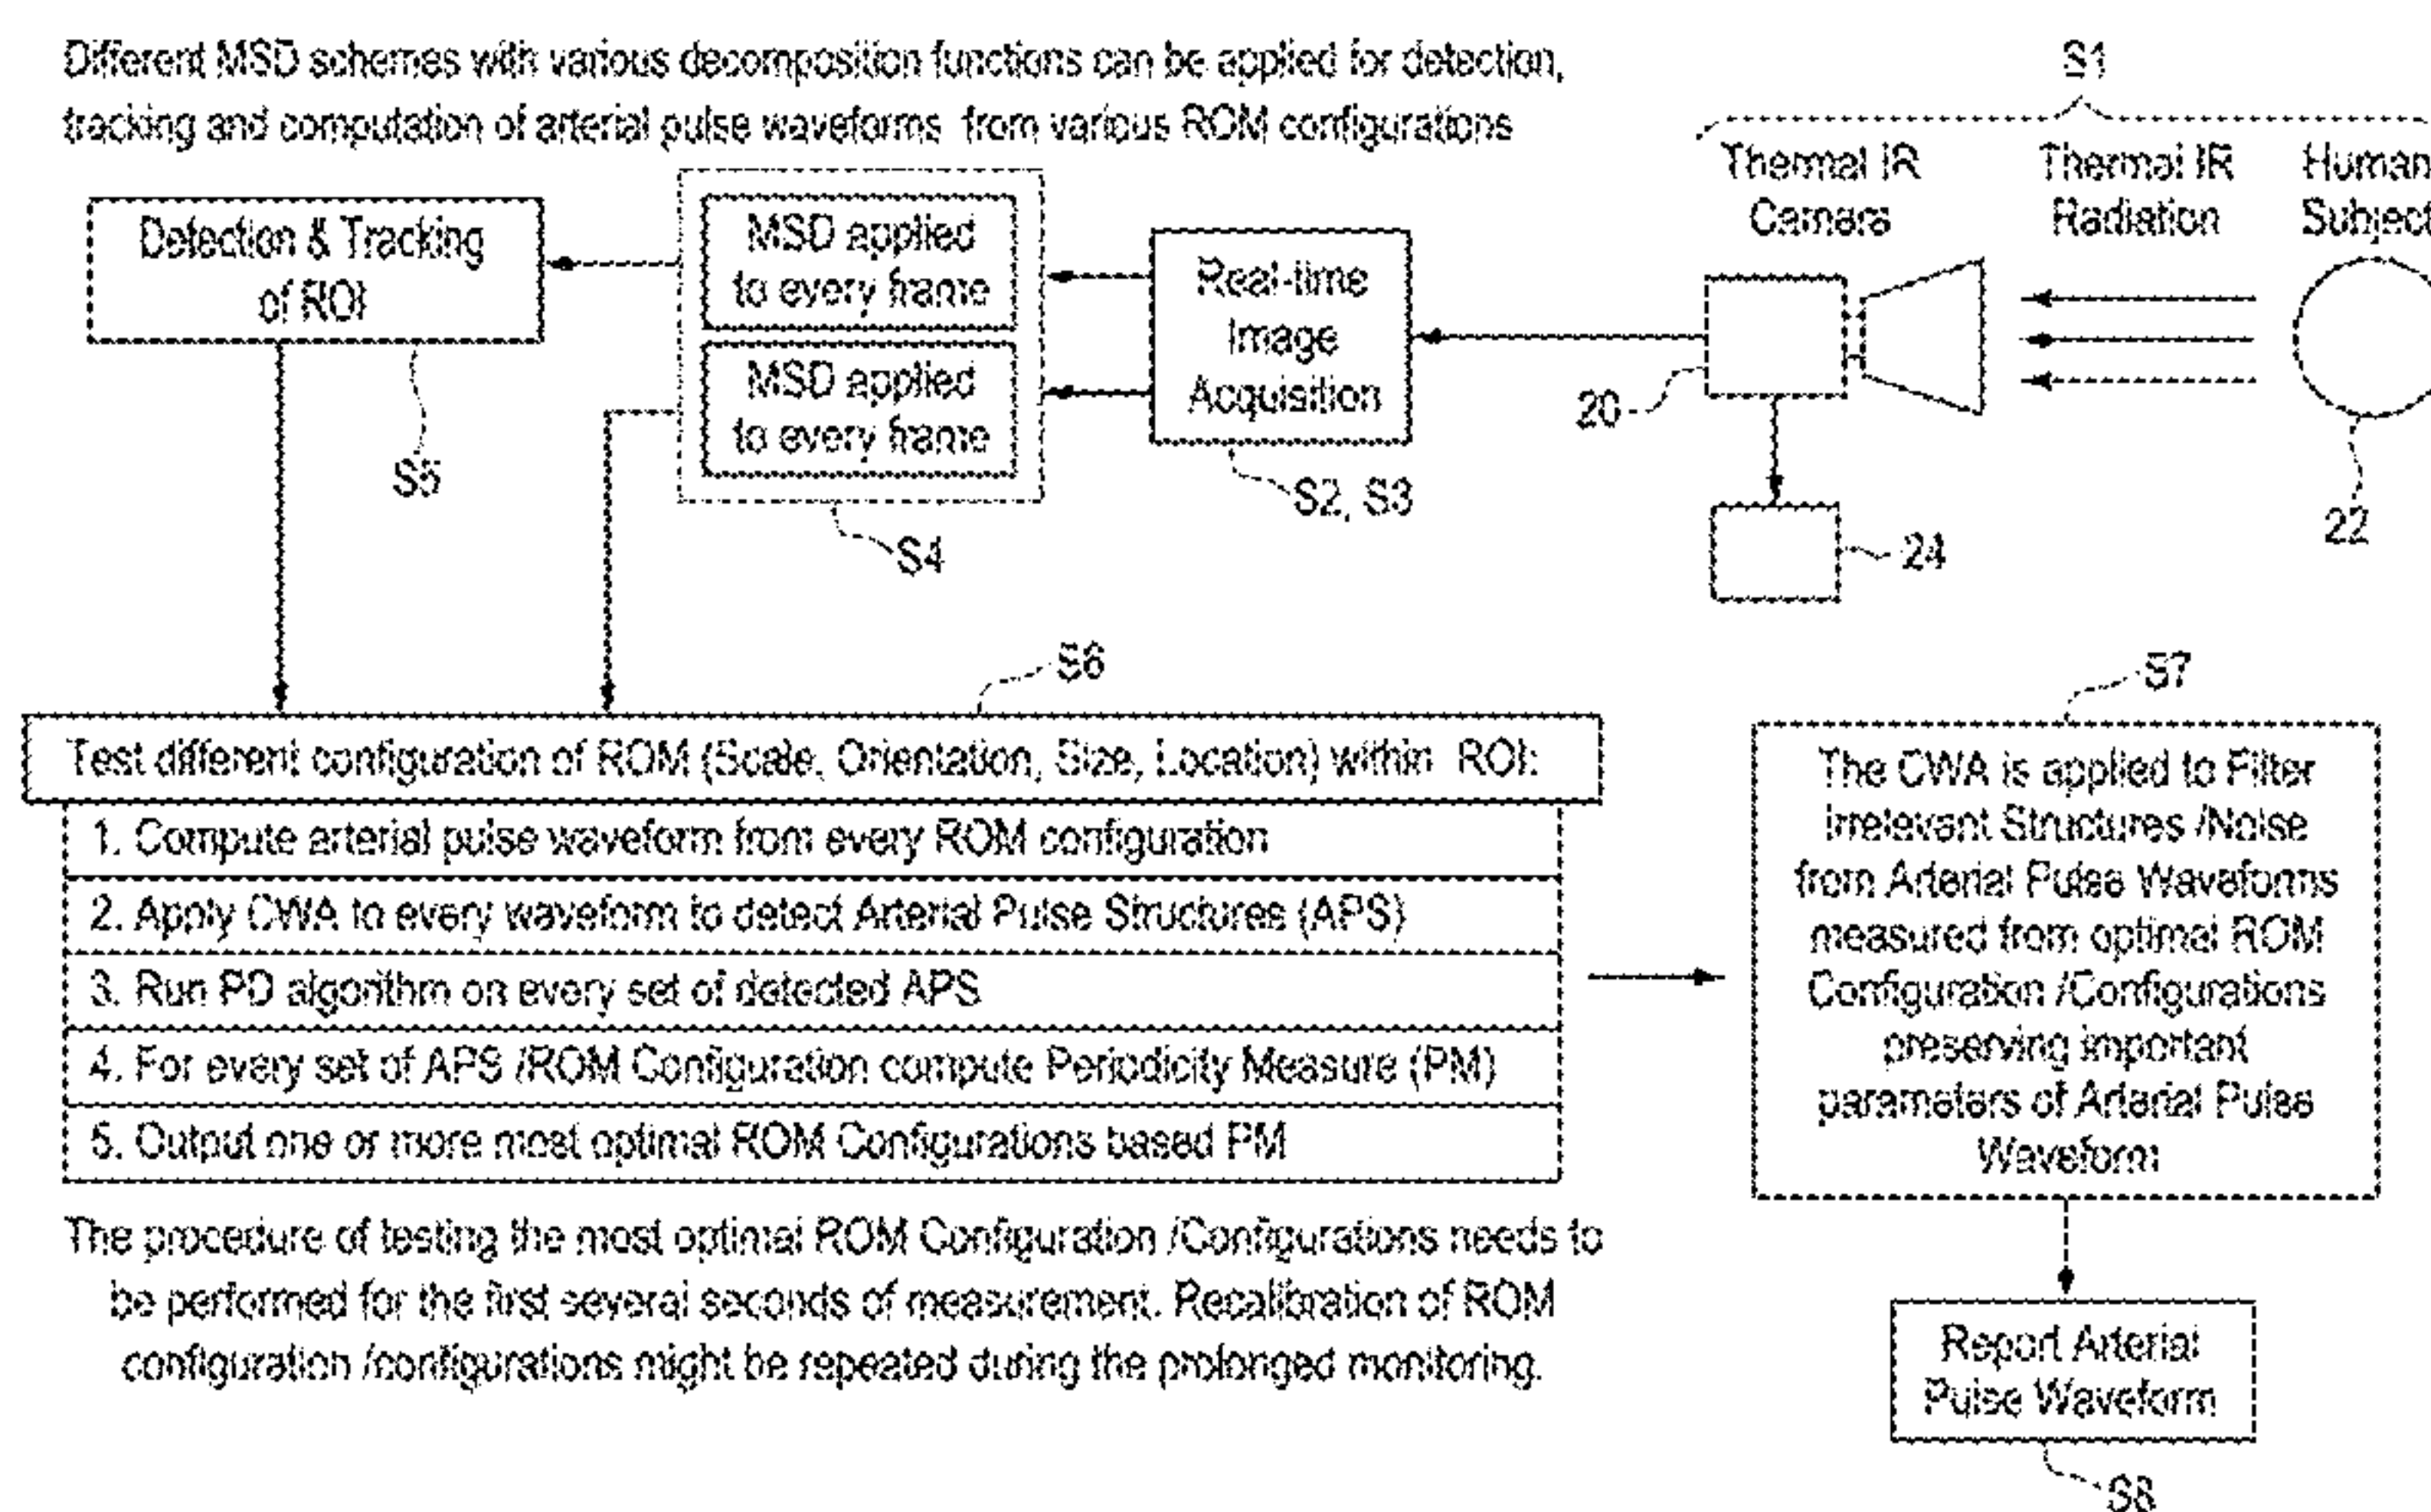 Different MSD schemes with various decomposition functions can be applied for detection,
tracking and computation of arterial pulse waveforms from various ROM configurations
S1
Thermal IR
Camera
Thermal IR
Radiation
Human
Subject
Detection & Tracking
of ROI
MSD applied
to every frame
MSD applied
to every frame
Real-time
Image
Acquisition
20
22
24
S5
S4
S2, S3
S6
Test different configuration of ROM (Scale, Orientation, Size, Location) within ROI:
1. Compute arterial pulse waveform from every ROM configuration
2. Apply CWA to every waveform to detect Arterial Pulse Structures (APS)
3. Run PD algorithm on every set of detected APS
4. For every set of APS /ROM Configuration compute Periodicity Measure (PM)
5. Output one or more most optimal ROM Configurations based PM
The procedure of testing the most optimal ROM Configuration /Configurations needs to
be performed for the first several seconds of measurement. Recalibration of ROM
configuration /configurations might be repeated during the prolonged monitoring.
S7
The CWA is applied to Filter
Irrelevant Structures /Noise
from Arterial Pulse Waveforms
measured from optimal ROM
Configuration /Configurations
preserving important
parameters of Arterial Pulse
Waveform
Report Arterial
Pulse Waveform
S8